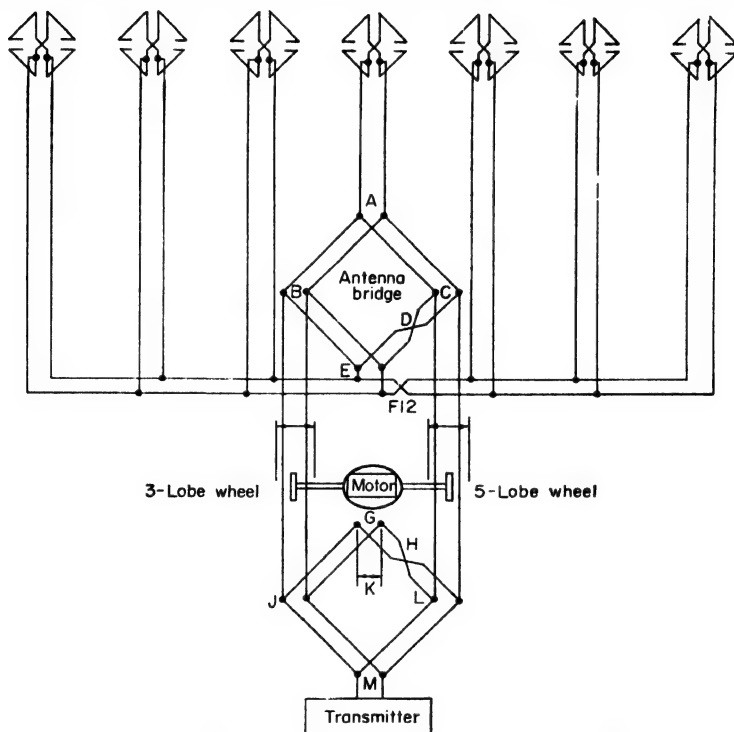 A
Antenna
bridge
B
C
D
E
F12
3-Lobe wheel
Motor
5-Lobe wheel
G
H
K
J
L
M
Transmitter